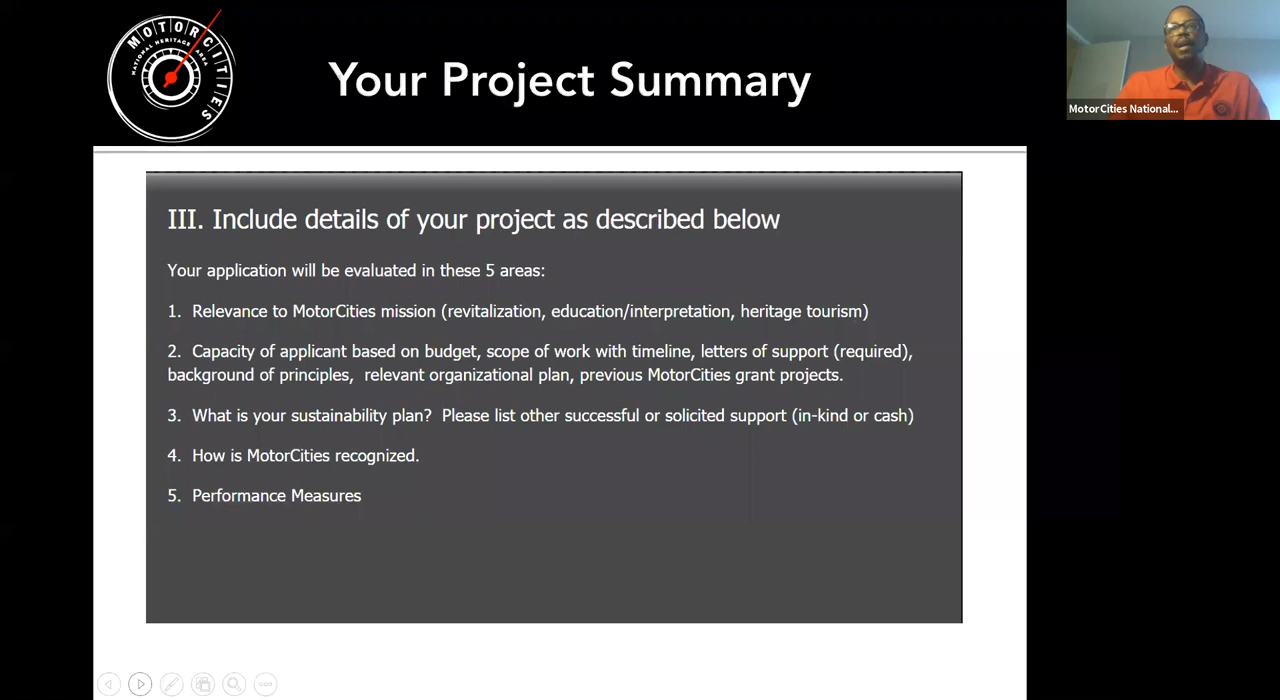 MOTORCITIES
NATIONAL HERITAGE AREA
Your Project Summary
MotorCities National...
III. Include details of your project as described below
Your application will be evaluated in these 5 areas:
1. Relevance to MotorCities mission (revitalization, education/interpretation, heritage tourism)
2. Capacity of applicant based on budget, scope of work with timeline, letters of support (required),
background of principles, relevant organizational plan, previous MotorCities grant projects.
3. What is your sustainability plan? Please list other successful or solicited support (in-kind or cash)
4. How is MotorCities recognized.
5. Performance Measures